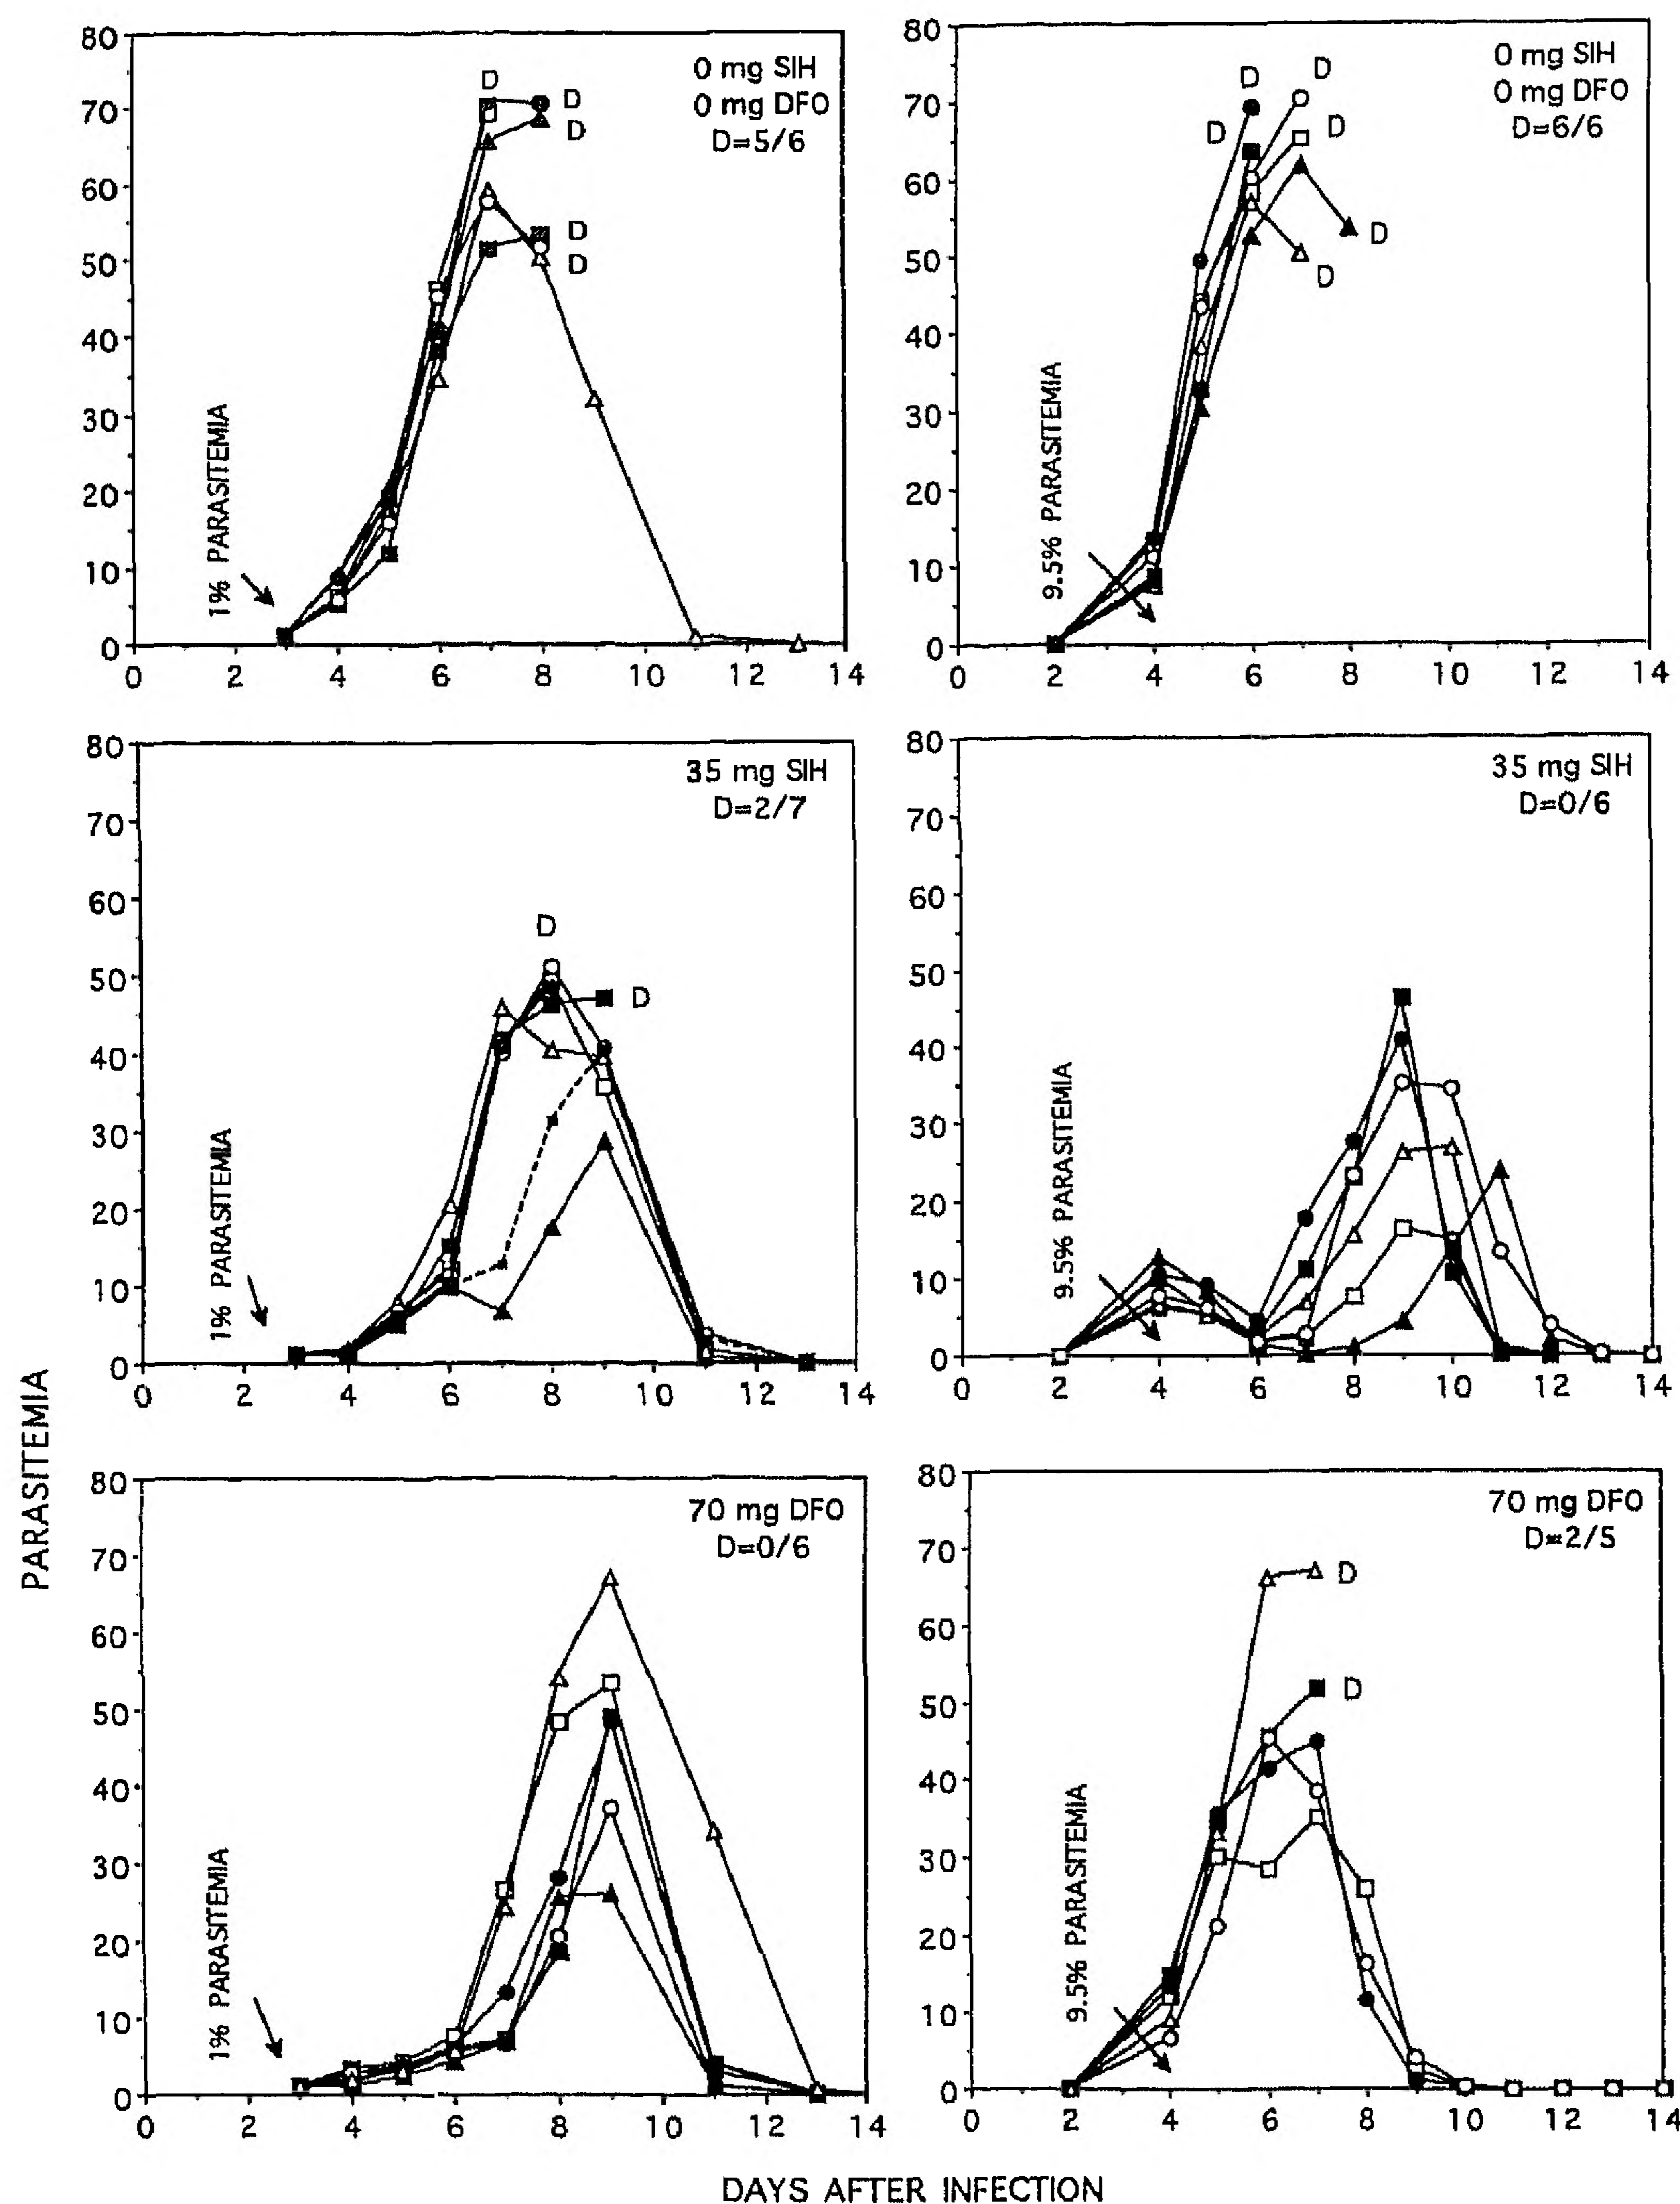 80
70
60
50
40
30
20
10
0
0 2 4 6 8 10 12 14
0 mg SIH
0 mg DFO
D=5/6
D
D
D
D
D
1% PARASITEMIA
80
70
60
50
40
30
20
10
0
0 2 4 6 8 10 12 14
0 mg SIH
0 mg DFO
D=6/6
D
D
D
D
D
D
9.5% PARASITEMIA
80
70
60
50
40
30
20
10
0
0 2 4 6 8 10 12 14
35 mg SIH
D=2/7
D
D
1% PARASITEMIA
80
70
60
50
40
30
20
10
0
0 2 4 6 8 10 12 14
35 mg SIH
D=0/6
9.5% PARASITEMIA
PARASITEMIA
80
70
60
50
40
30
20
10
0
0 2 4 6 8 10 12 14
70 mg DFO
D=0/6
1% PARASITEMIA
80
70
60
50
40
30
20
10
0
0 2 4 6 8 10 12 14
70 mg DFO
D=2/5
D
D
9.5% PARASITEMIA
DAYS AFTER INFECTION